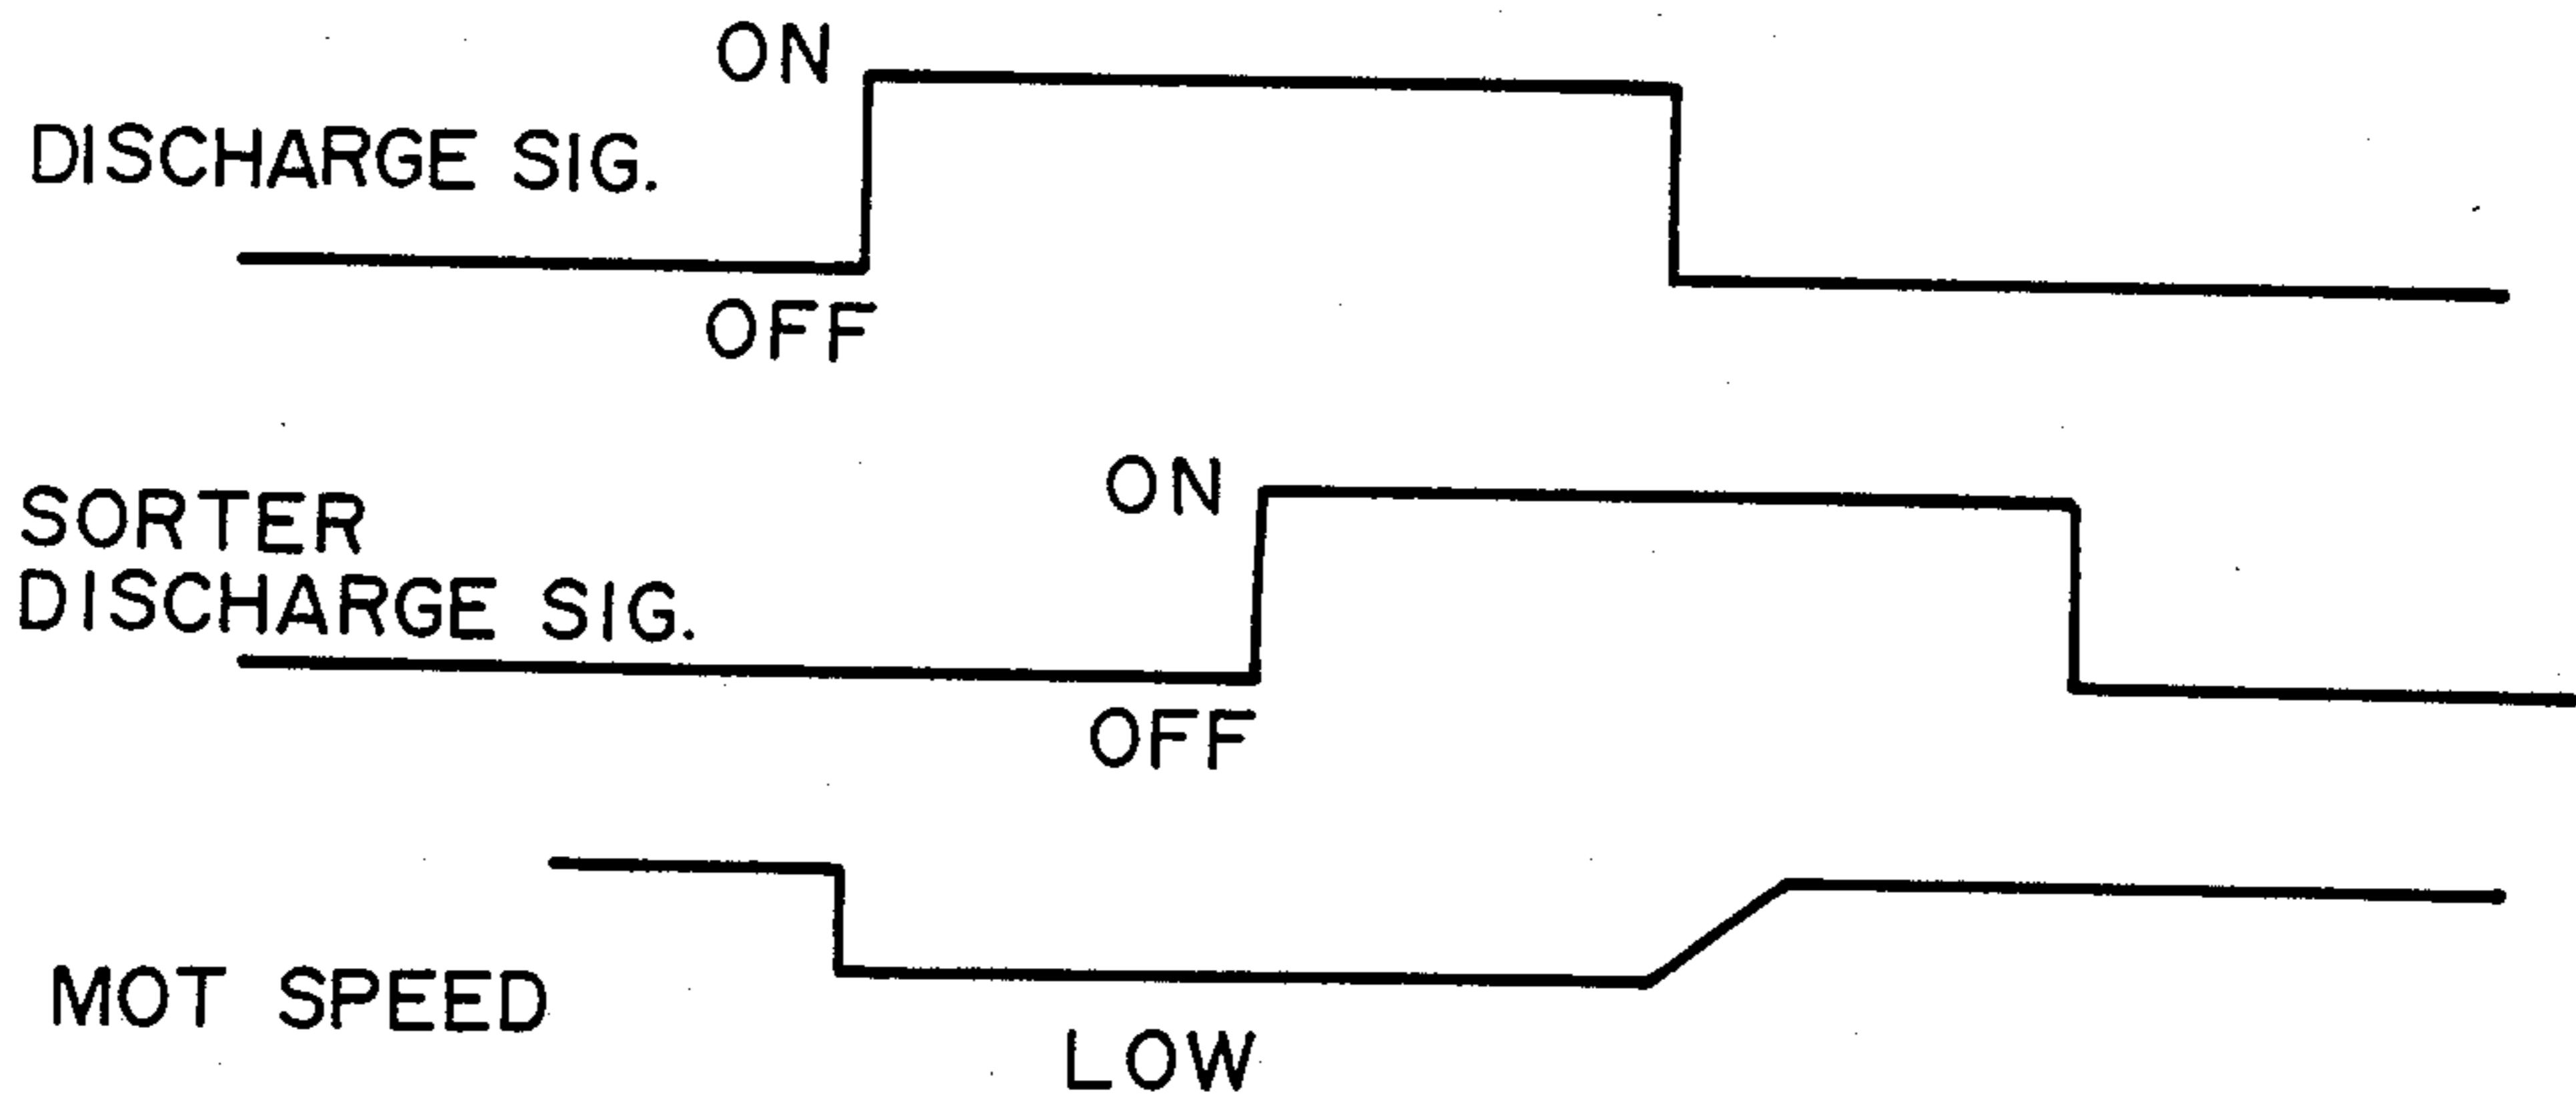 ON
DISCHARGE SIG.
OFF
ON
SORTER
DISCHARGE SIG.
OFF
MOT SPEED
LOW